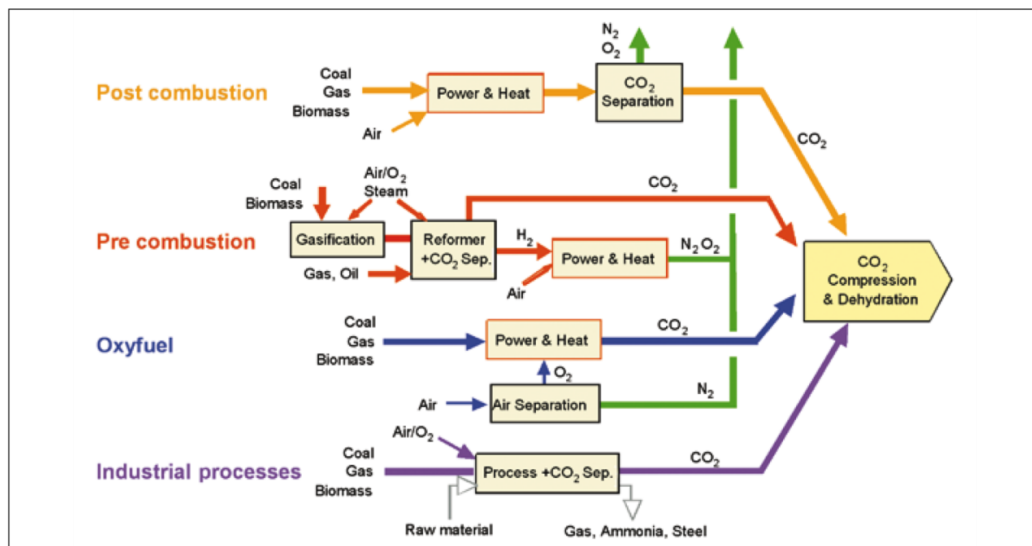 N₂
O₂
Coal
Gas
Biomass
Post combustion
Power & Heat
CO₂
Separation
Air
CO₂
Coal
Biomass
Air/O₂
Steam
CO₂
Pre combustion
Gasification
Reformer
+CO₂ Sep.
H₂
Power & Heat
N₂O₂
Gas, Oil
Air
CO₂
Compression
& Dehydration
Coal
Gas
Biomass
Oxyfuel
Power & Heat
CO₂
O₂
Air
Air Separation
N₂
Air/O₂
Coal
Gas
Biomass
Industrial processes
Process +CO₂ Sep.
CO₂
Raw material
Gas, Ammonia, Steel